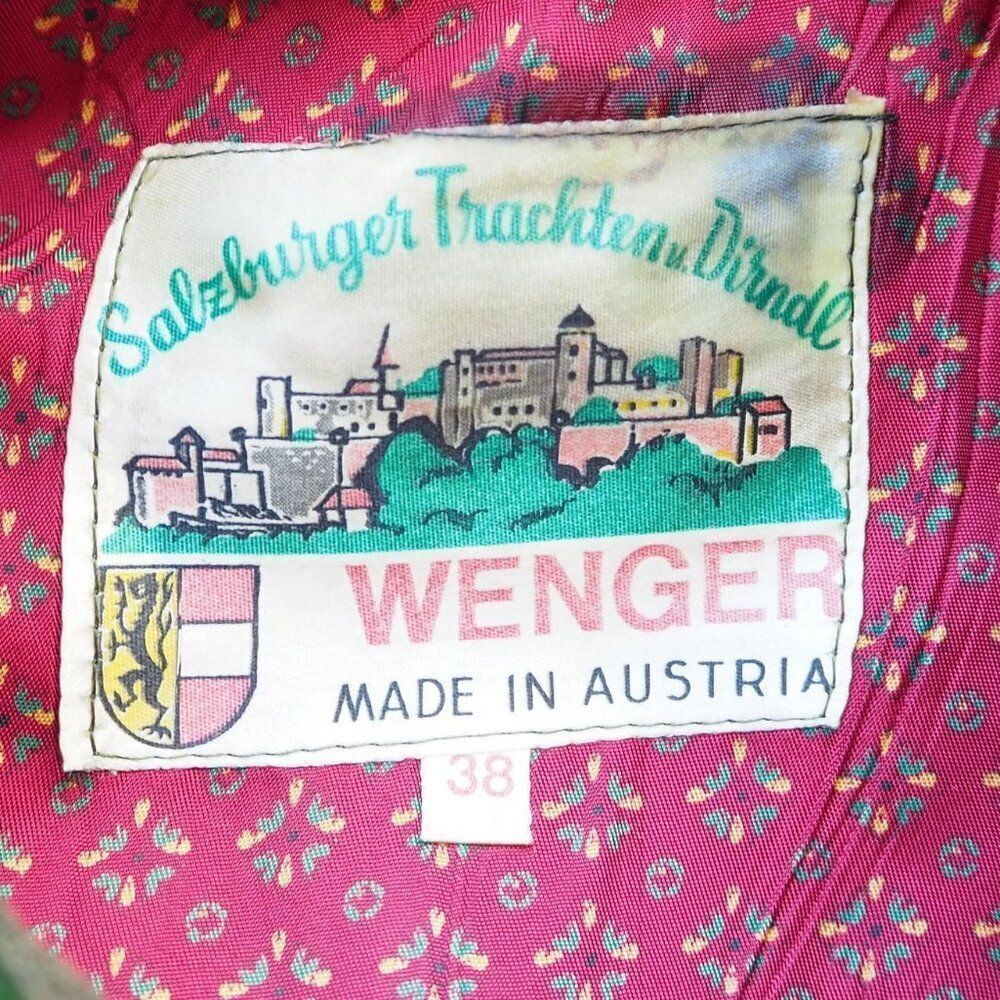 Salzburger Trachten u. Dirndl
WENGER
MADE IN AUSTRIA
38